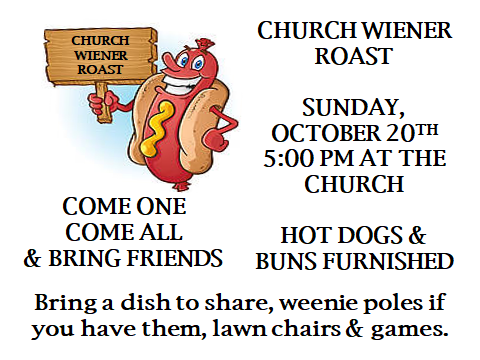 CHURCH
WIENER
ROAST
CHURCH WIENER
ROAST
SUNDAY,
OCTOBER 20TH
5:00 PM AT THE
CHURCH
COME ONE
COME ALL
& BRING FRIENDS
HOT DOGS &
BUNS FURNISHED
Bring a dish to share, weenie poles if
you have them, lawn chairs & games.